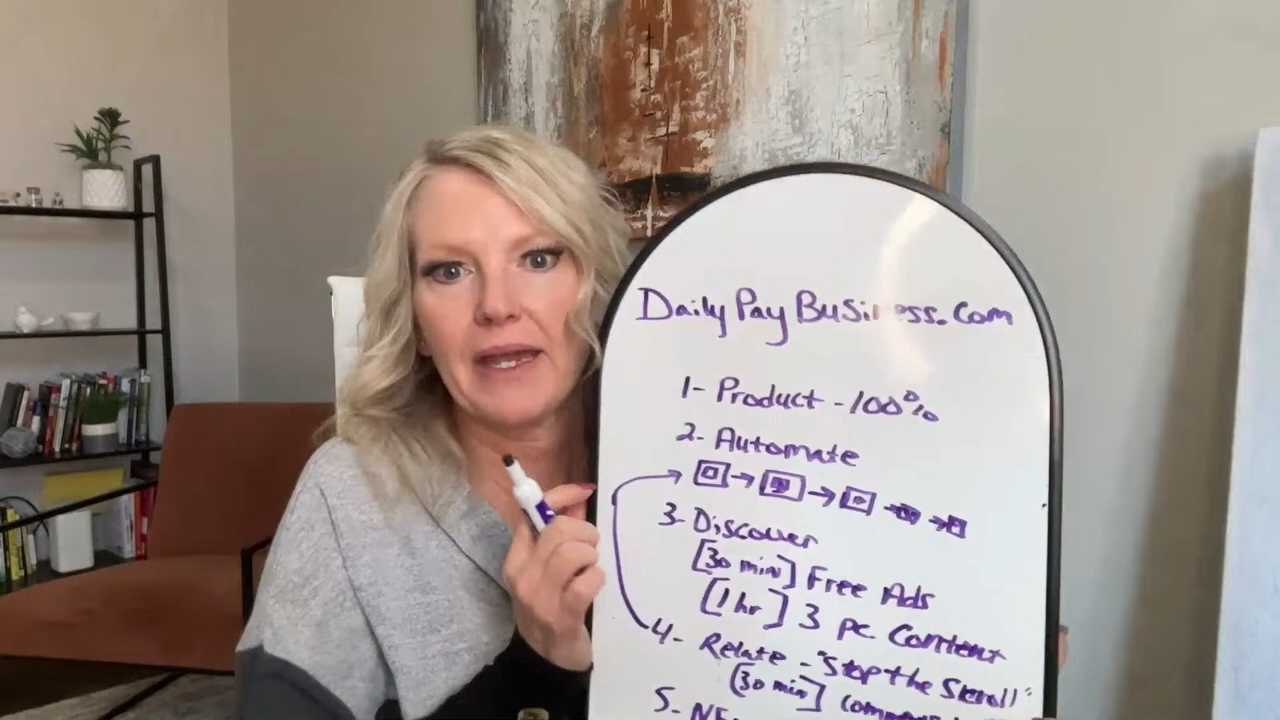 DailyPayBusiness.com
1- Product - 100%
2- Automate
3- Discover
[30 min] Free Ads
[1 hr] 3 pc Content
4- Relate - "Stop the Scroll"
[30 min]
5-